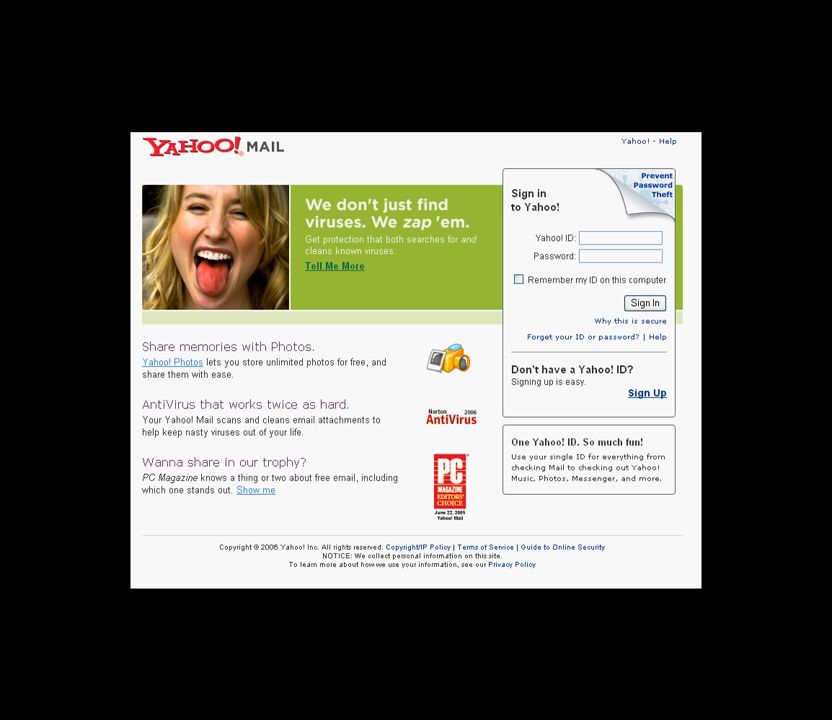 YAHOO! MAIL
Yahoo! - Help
We don't just find
viruses. We zap 'em.
Get protection that both searches for and
cleans known viruses.
Tell Me More
Prevent
Password
Theft
Sign in
to Yahoo!
Yahoo! ID:
Password:
Remember my ID on this computer
Sign In
Why this is secure
Forget your ID or password? | Help
Don't have a Yahoo! ID?
Signing up is easy.
Sign Up
One Yahoo! ID. So much fun!
Use your single ID for everything from
checking Mail to checking out Yahoo!
Music, Photos, Messenger, and more.
Share memories with Photos.
Yahoo! Photos lets you store unlimited photos for free, and
share them with ease.
AntiVirus that works twice as hard.
Your Yahoo! Mail scans and cleans email attachments to
help keep nasty viruses out of your life.
Norton 2006
AntiVirus
Wanna share in our trophy?
PC Magazine knows a thing or two about free email, including
which one stands out. Show me
PC
MAGAZINE
EDITORS'
CHOICE
June 22, 2005
Yahoo! Mail
Copyright © 2006 Yahoo! Inc. All rights reserved. Copyright/IP Policy | Terms of Service | Guide to Online Security
NOTICE: We collect personal information on this site.
To learn more about how we use your information, see our Privacy Policy